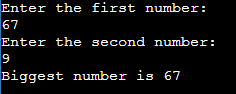 Enter the first number:
67
Enter the second number:
9
Biggest number is 67